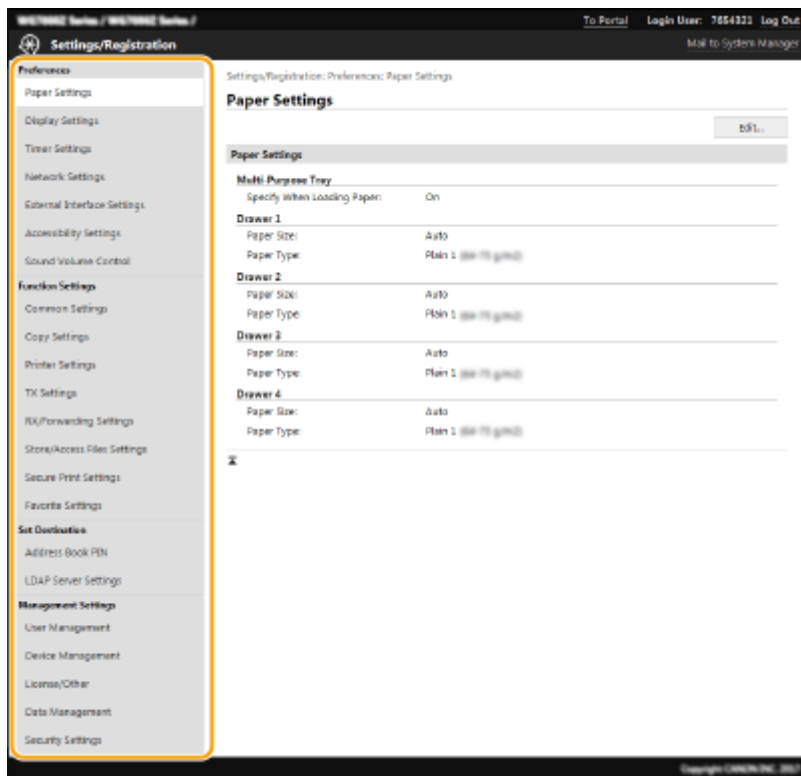 To Portal Login User: 7654321 Log Out
Settings/Registration
Mail to System Manager
Preferences
Paper Settings
Display Settings
Timer Settings
Network Settings
External Interface Settings
Accessibility Settings
Sound Volume Control
Function Settings
Common Settings
Copy Settings
Printer Settings
TX Settings
RX/Forwarding Settings
Store/Access Files Settings
Secure Print Settings
Favorite Settings
Set Destination
Address Book PIN
LDAP Server Settings
Management Settings
User Management
Device Management
License/Other
Data Management
Security Settings
Settings/Registration: Preferences: Paper Settings
Paper Settings
Edit...
Paper Settings
Multi-Purpose Tray
Specify When Loading Paper: On
Drawer 1
Paper Size: Auto
Paper Type: Plain 1
Drawer 2
Paper Size: Auto
Paper Type: Plain 1
Drawer 3
Paper Size: Auto
Paper Type: Plain 1
Drawer 4
Paper Size: Auto
Paper Type: Plain 1
Copyright CANON INC. 2017